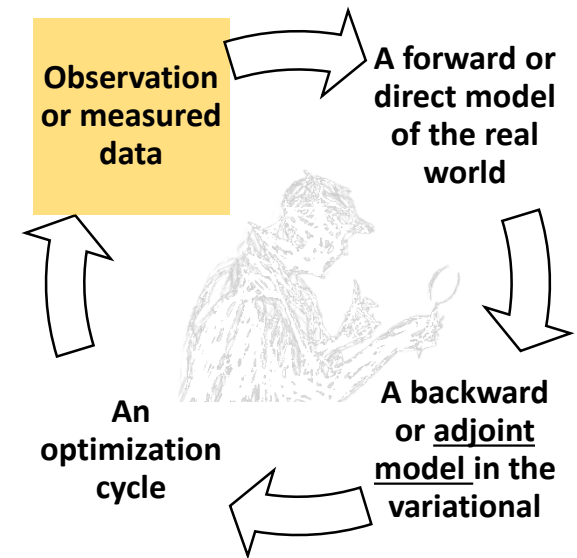 Observation
or measured
data
A forward or
direct model
of the real
world
A backward
or adjoint
model in the
variational
An
optimization
cycle